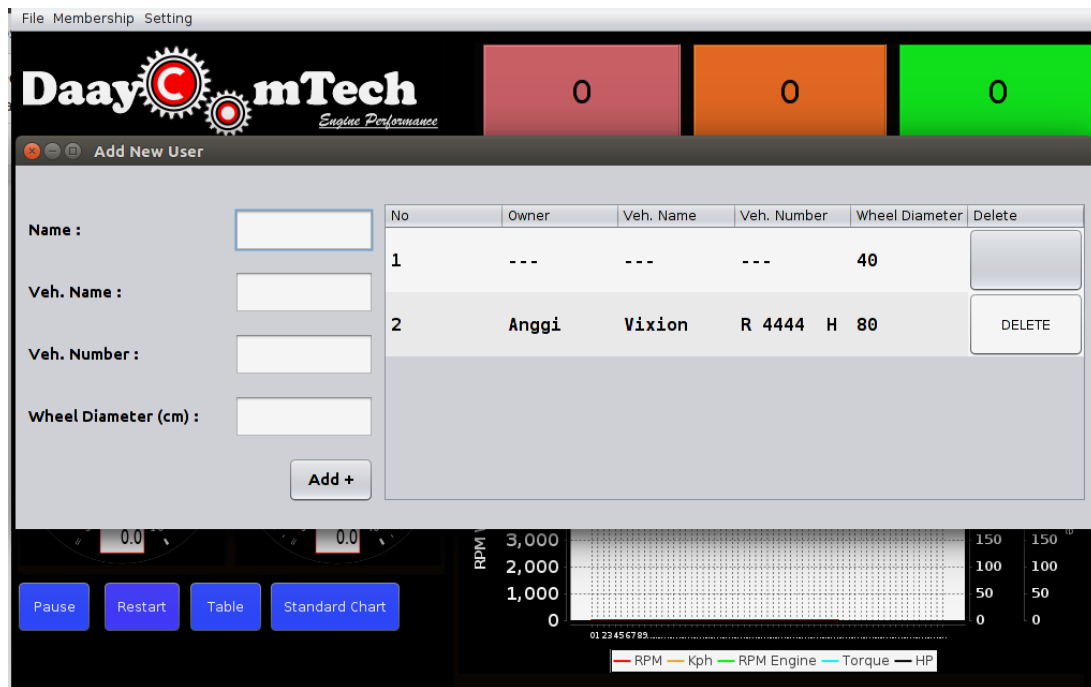 File Membership Setting
DaayComTech
Engine Performance
0 0 0
Add New User
Name :
Veh. Name :
Veh. Number :
Wheel Diameter (cm) :
Add +
No Owner Veh. Name Veh. Number Wheel Diameter Delete
1 --- --- --- 40
2 Anggi Vixion R 4444 H 80 DELETE
0.0 0.0
RPM
3,000 150 150
2,000 100 100
1,000 50 50
0 0 0
0123456789
Pause Restart Table Standard Chart
RPM Kph RPM Engine Torque HP